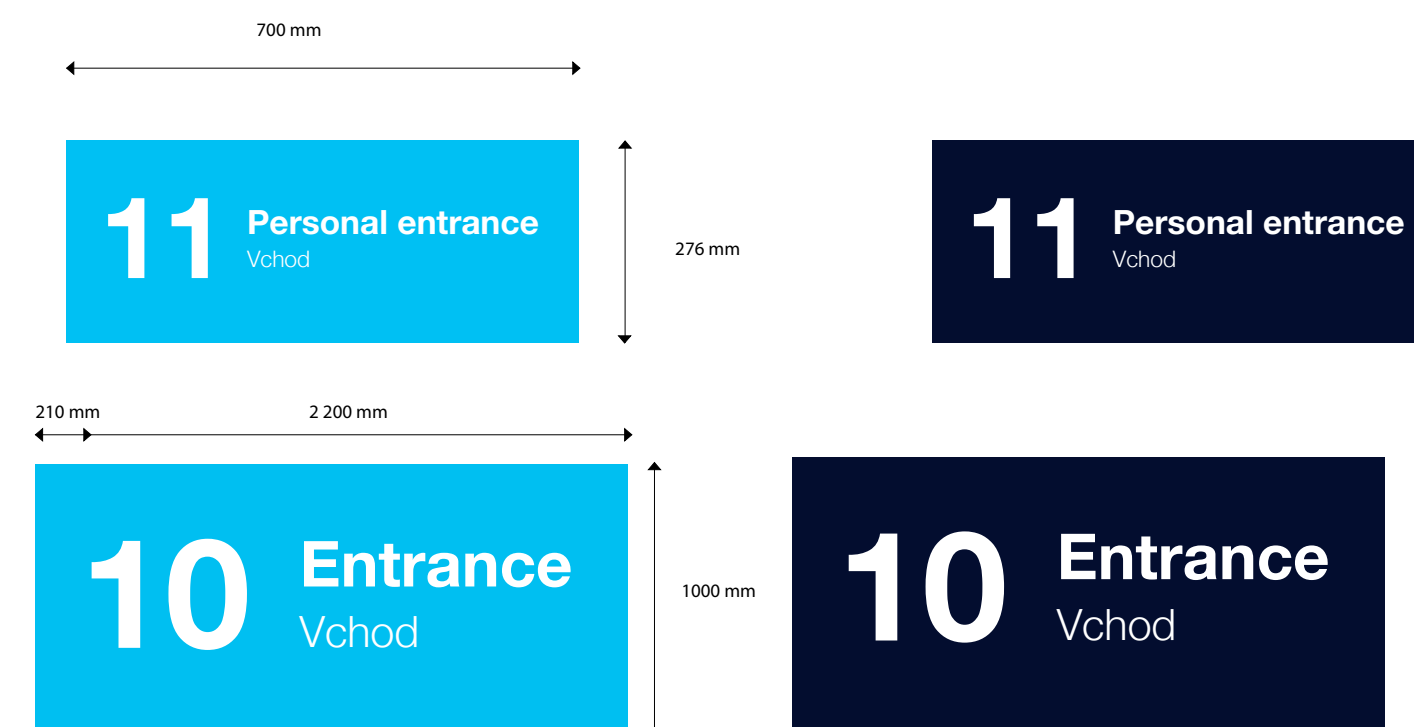 700 mm
11 Personal entrance
Vchod
276 mm
11 Personal entrance
Vchod
210 mm
2 200 mm
10 Entrance
Vchod
1000 mm
10 Entrance
Vchod